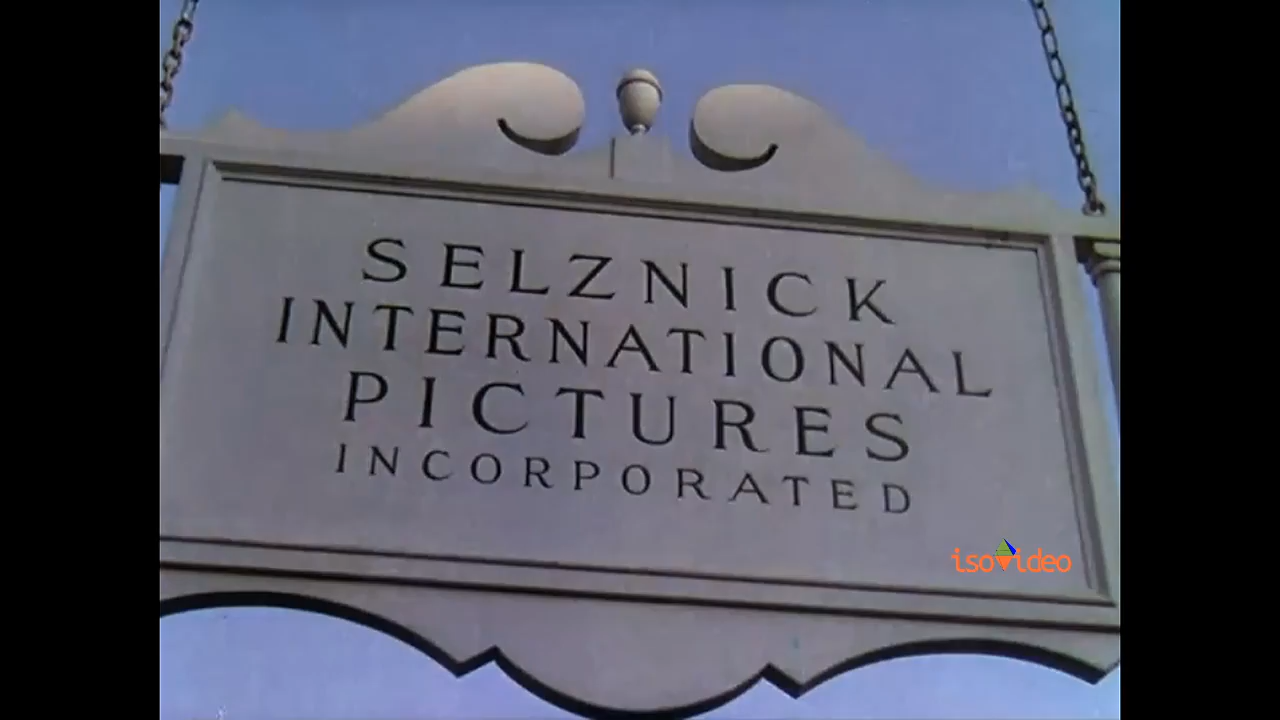 SELZNICK
INTERNATIONAL
PICTURES
INCORPORATED
isovideo